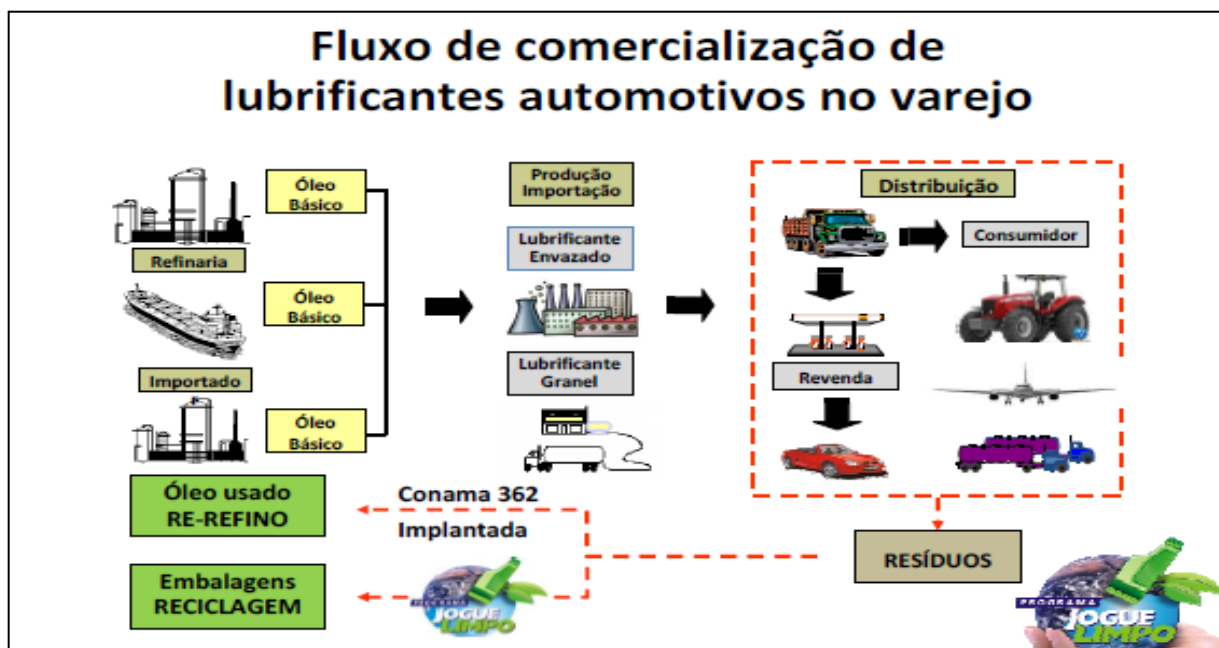 Fluxo de comercialização de
lubrificantes automotivos no varejo
Óleo
Básico
Refinaria
Óleo
Básico
Importado
Óleo
Básico
Produção
Importação
Lubrificante
Envazado
Lubrificante
Granel
Distribuição
Consumidor
Revenda
Óleo usado
RE-REFINO
Conama 362
Implantada
Embalagens
RECICLAGEM
PROGRAMA
JOGUE
LIMPO
RESÍDUOS
PROGRAMA
JOGUE
LIMPO